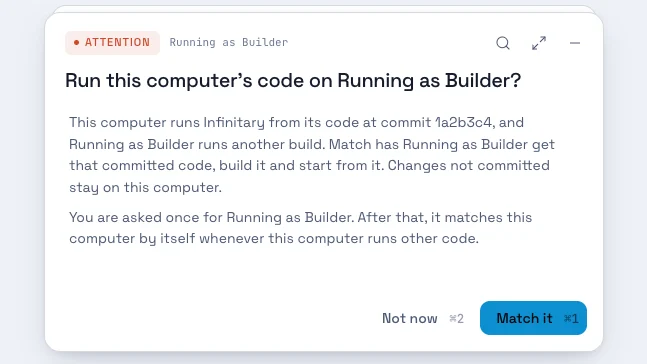 ATTENTION Running as Builder
Run this computer's code on Running as Builder?
This computer runs Infinitary from its code at commit 1a2b3c4, and
Running as Builder runs another build. Match has Running as Builder get
that committed code, build it and start from it. Changes not committed
stay on this computer.
You are asked once for Running as Builder. After that, it matches this
computer by itself whenever this computer runs other code.
Not now ⌘2 Match it ⌘1